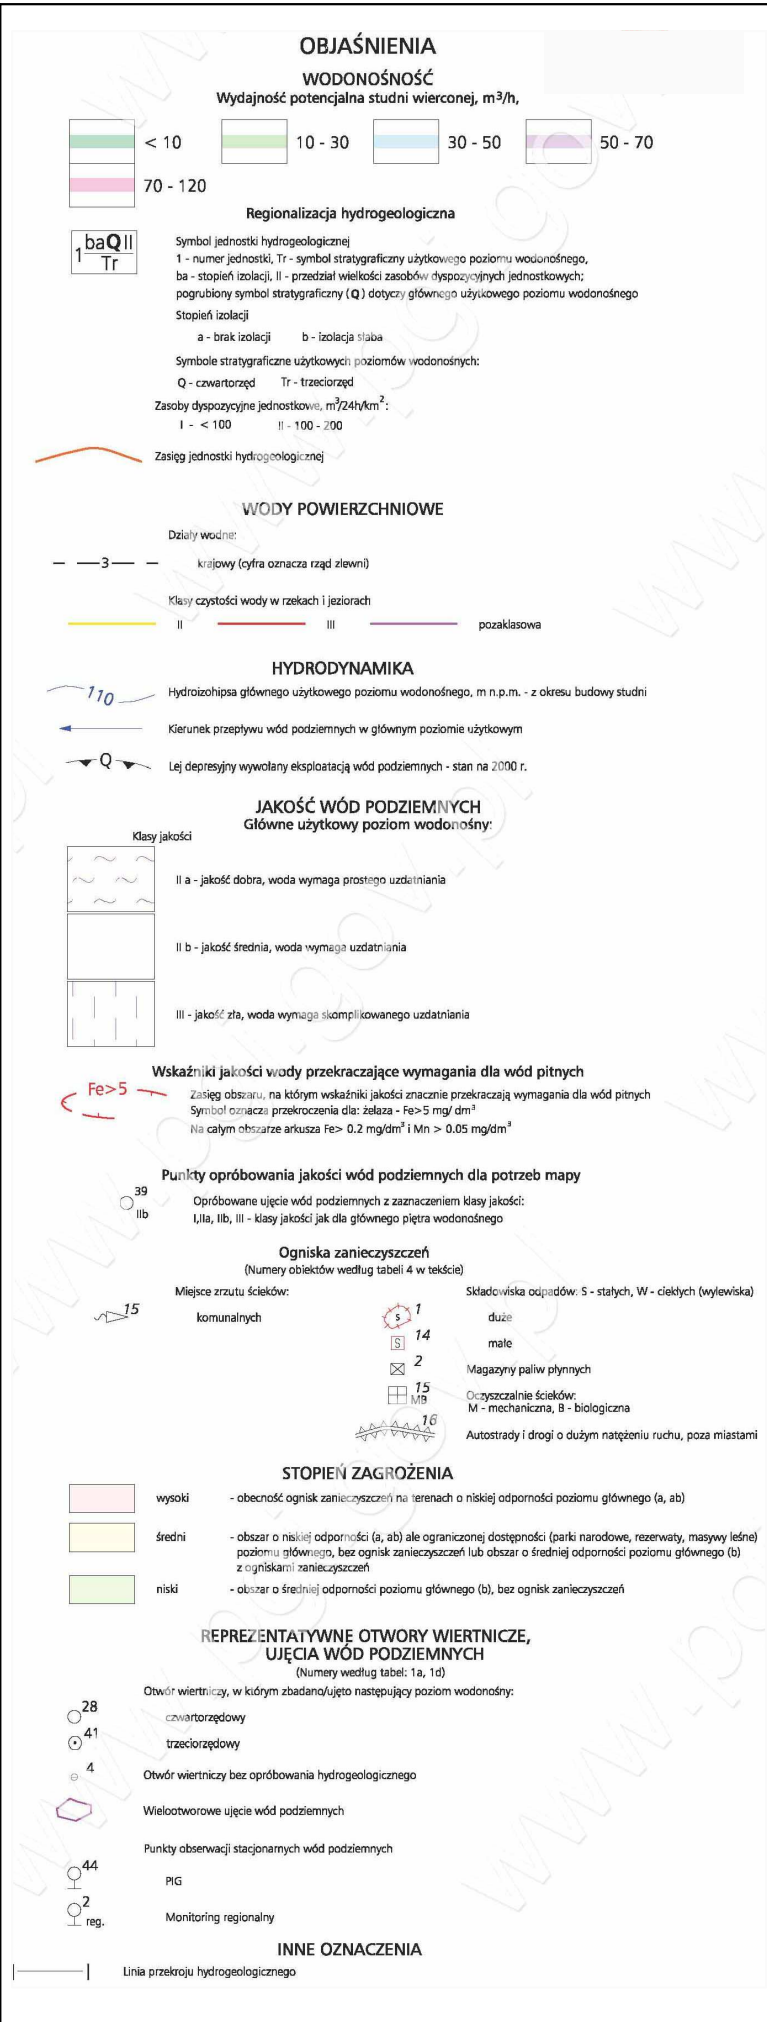 OBJAŚNIENIA
WODONOŚNOŚĆ
Wydajność potencjalna studni wierconej, m3/h,
< 10
10 - 30
30 - 50
50 - 70
70 - 120
Regionalizacja hydrogeologiczna
1 baQII
Tr
Symbol jednostki hydrogeologicznej
1 - numer jednostki, Tr - symbol stratygraficzny użytkowego poziomu wodonośnego,
ba - stopień izolacji, II - przedział wielkości zasobów dyspozycyjnych jednostkowych;
pogrubiony symbol stratygraficzny (Q) dotyczy głównego użytkowego poziomu wodonośnego
Stopień izolacji
a - brak izolacji b - izolacja słaba
Symbole stratygraficzne użytkowych poziomów wodonośnych:
Q - czwartorzęd Tr - trzeciorzęd
Zasoby dyspozycyjne jednostkowe, m3/24h/km2:
I - < 100 II - 100 - 200
Zasięg jednostki hydrogeologicznej
WODY POWIERZCHNIOWE
Działy wodne:
3 krajowy (cyfra oznacza rząd zlewni)
Klasy czystości wody w rzekach i jeziorach
II III pozaklasowa
HYDRODYNAMIKA
110 Hydroizohipsa głównego użytkowego poziomu wodonośnego, m n.p.m. - z okresu budowy studni
Kierunek przepływu wód podziemnych w głównym poziomie użytkowym
Q Lej depresyjny wywołany eksploatacją wód podziemnych - stan na 2000 r.
JAKOŚĆ WÓD PODZIEMNYCH
Główne użytkowy poziom wodonośny:
Klasy jakości
II a - jakość dobra, woda wymaga prostego uzdatniania
II b - jakość średnia, woda wymaga uzdatniania
III - jakość zła, woda wymaga skomplikowanego uzdatniania
Wskaźniki jakości wody przekraczające wymagania dla wód pitnych
Fe>5 Zasięg obszaru, na którym wskaźniki jakości znacznie przekraczają wymagania dla wód pitnych
Symbol oznacza przekroczenia dla: żelaza - Fe>5 mg/ dm3
Na całym obszarze arkusza Fe> 0.2 mg/dm3 i Mn > 0.05 mg/dm3
Punkty opróbowania jakości wód podziemnych dla potrzeb mapy
39
IIb
Opróbowane ujęcie wód podziemnych z zaznaczeniem klasy jakości:
I,IIa, IIb, III - klasy jakości jak dla głównego piętra wodonośnego
Ogniska zanieczyszczeń
(Numery obiektów według tabeli 4 w tekście)
Miejsce zrzutu ścieków:
15 komunalnych
Składowiska odpadów: S - stałych, W - ciekłych (wylewiska)
s 1 duże
S 14 małe
2 Magazyny paliw płynnych
15 MB Oczyszczalnie ścieków:
M - mechaniczna, B - biologiczna
16 Autostrady i drogi o dużym natężeniu ruchu, poza miastami
STOPIEŃ ZAGROŻENIA
wysoki - obecność ognisk zanieczyszczeń na terenach o niskiej odporności poziomu głównego (a, ab)
średni - obszar o niskiej odporności (a, ab) ale ograniczonej dostępności (parki narodowe, rezerwaty, masywy leśne)
poziomu głównego, bez ognisk zanieczyszczeń lub obszar o średniej odporności poziomu głównego (b)
z ogniskami zanieczyszczeń
niski - obszar o średniej odporności poziomu głównego (b), bez ognisk zanieczyszczeń
REPREZENTATYWNE OTWORY WIERTNICZE,
UJĘCIA WÓD PODZIEMNYCH
(Numery według tabel: 1a, 1d)
Otwór wiertniczy, w którym zbadano/ujęto następujący poziom wodonośny:
28 czwartorzędowy
41 trzeciorzędowy
4 Otwór wiertniczy bez opróbowania hydrogeologicznego
Wielootworowe ujęcie wód podziemnych
Punkty obserwacji stacjonarnych wód podziemnych
44 PIG
2 reg. Monitoring regionalny
INNE OZNACZENIA
Linia przekroju hydrogeologicznego
www.pgi.gov.pl